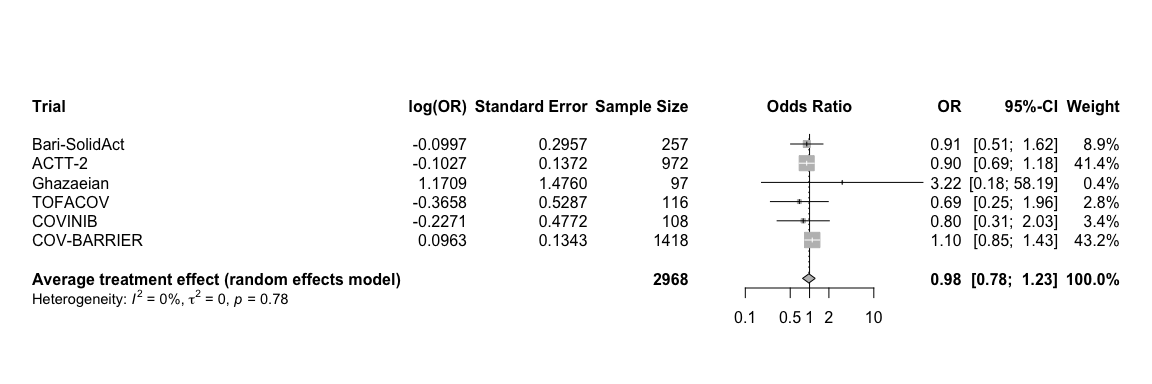 Trial log(OR) Standard Error Sample Size Odds Ratio OR 95%-CI Weight
Bari-SolidAct -0.0997 0.2957 257 0.91 [0.51; 1.62] 8.9%
ACTT-2 -0.1027 0.1372 972 0.90 [0.69; 1.18] 41.4%
Ghazaeian 1.1709 1.4760 97 3.22 [0.18; 58.19] 0.4%
TOFACOV -0.3658 0.5287 116 0.69 [0.25; 1.96] 2.8%
COVINIB -0.2271 0.4772 108 0.80 [0.31; 2.03] 3.4%
COV-BARRIER 0.0963 0.1343 1418 1.10 [0.85; 1.43] 43.2%
Average treatment effect (random effects model) 2968 0.98 [0.78; 1.23] 100.0%
Heterogeneity: I² = 0%, τ² = 0, p = 0.78
0.1 0.5 1 2 10